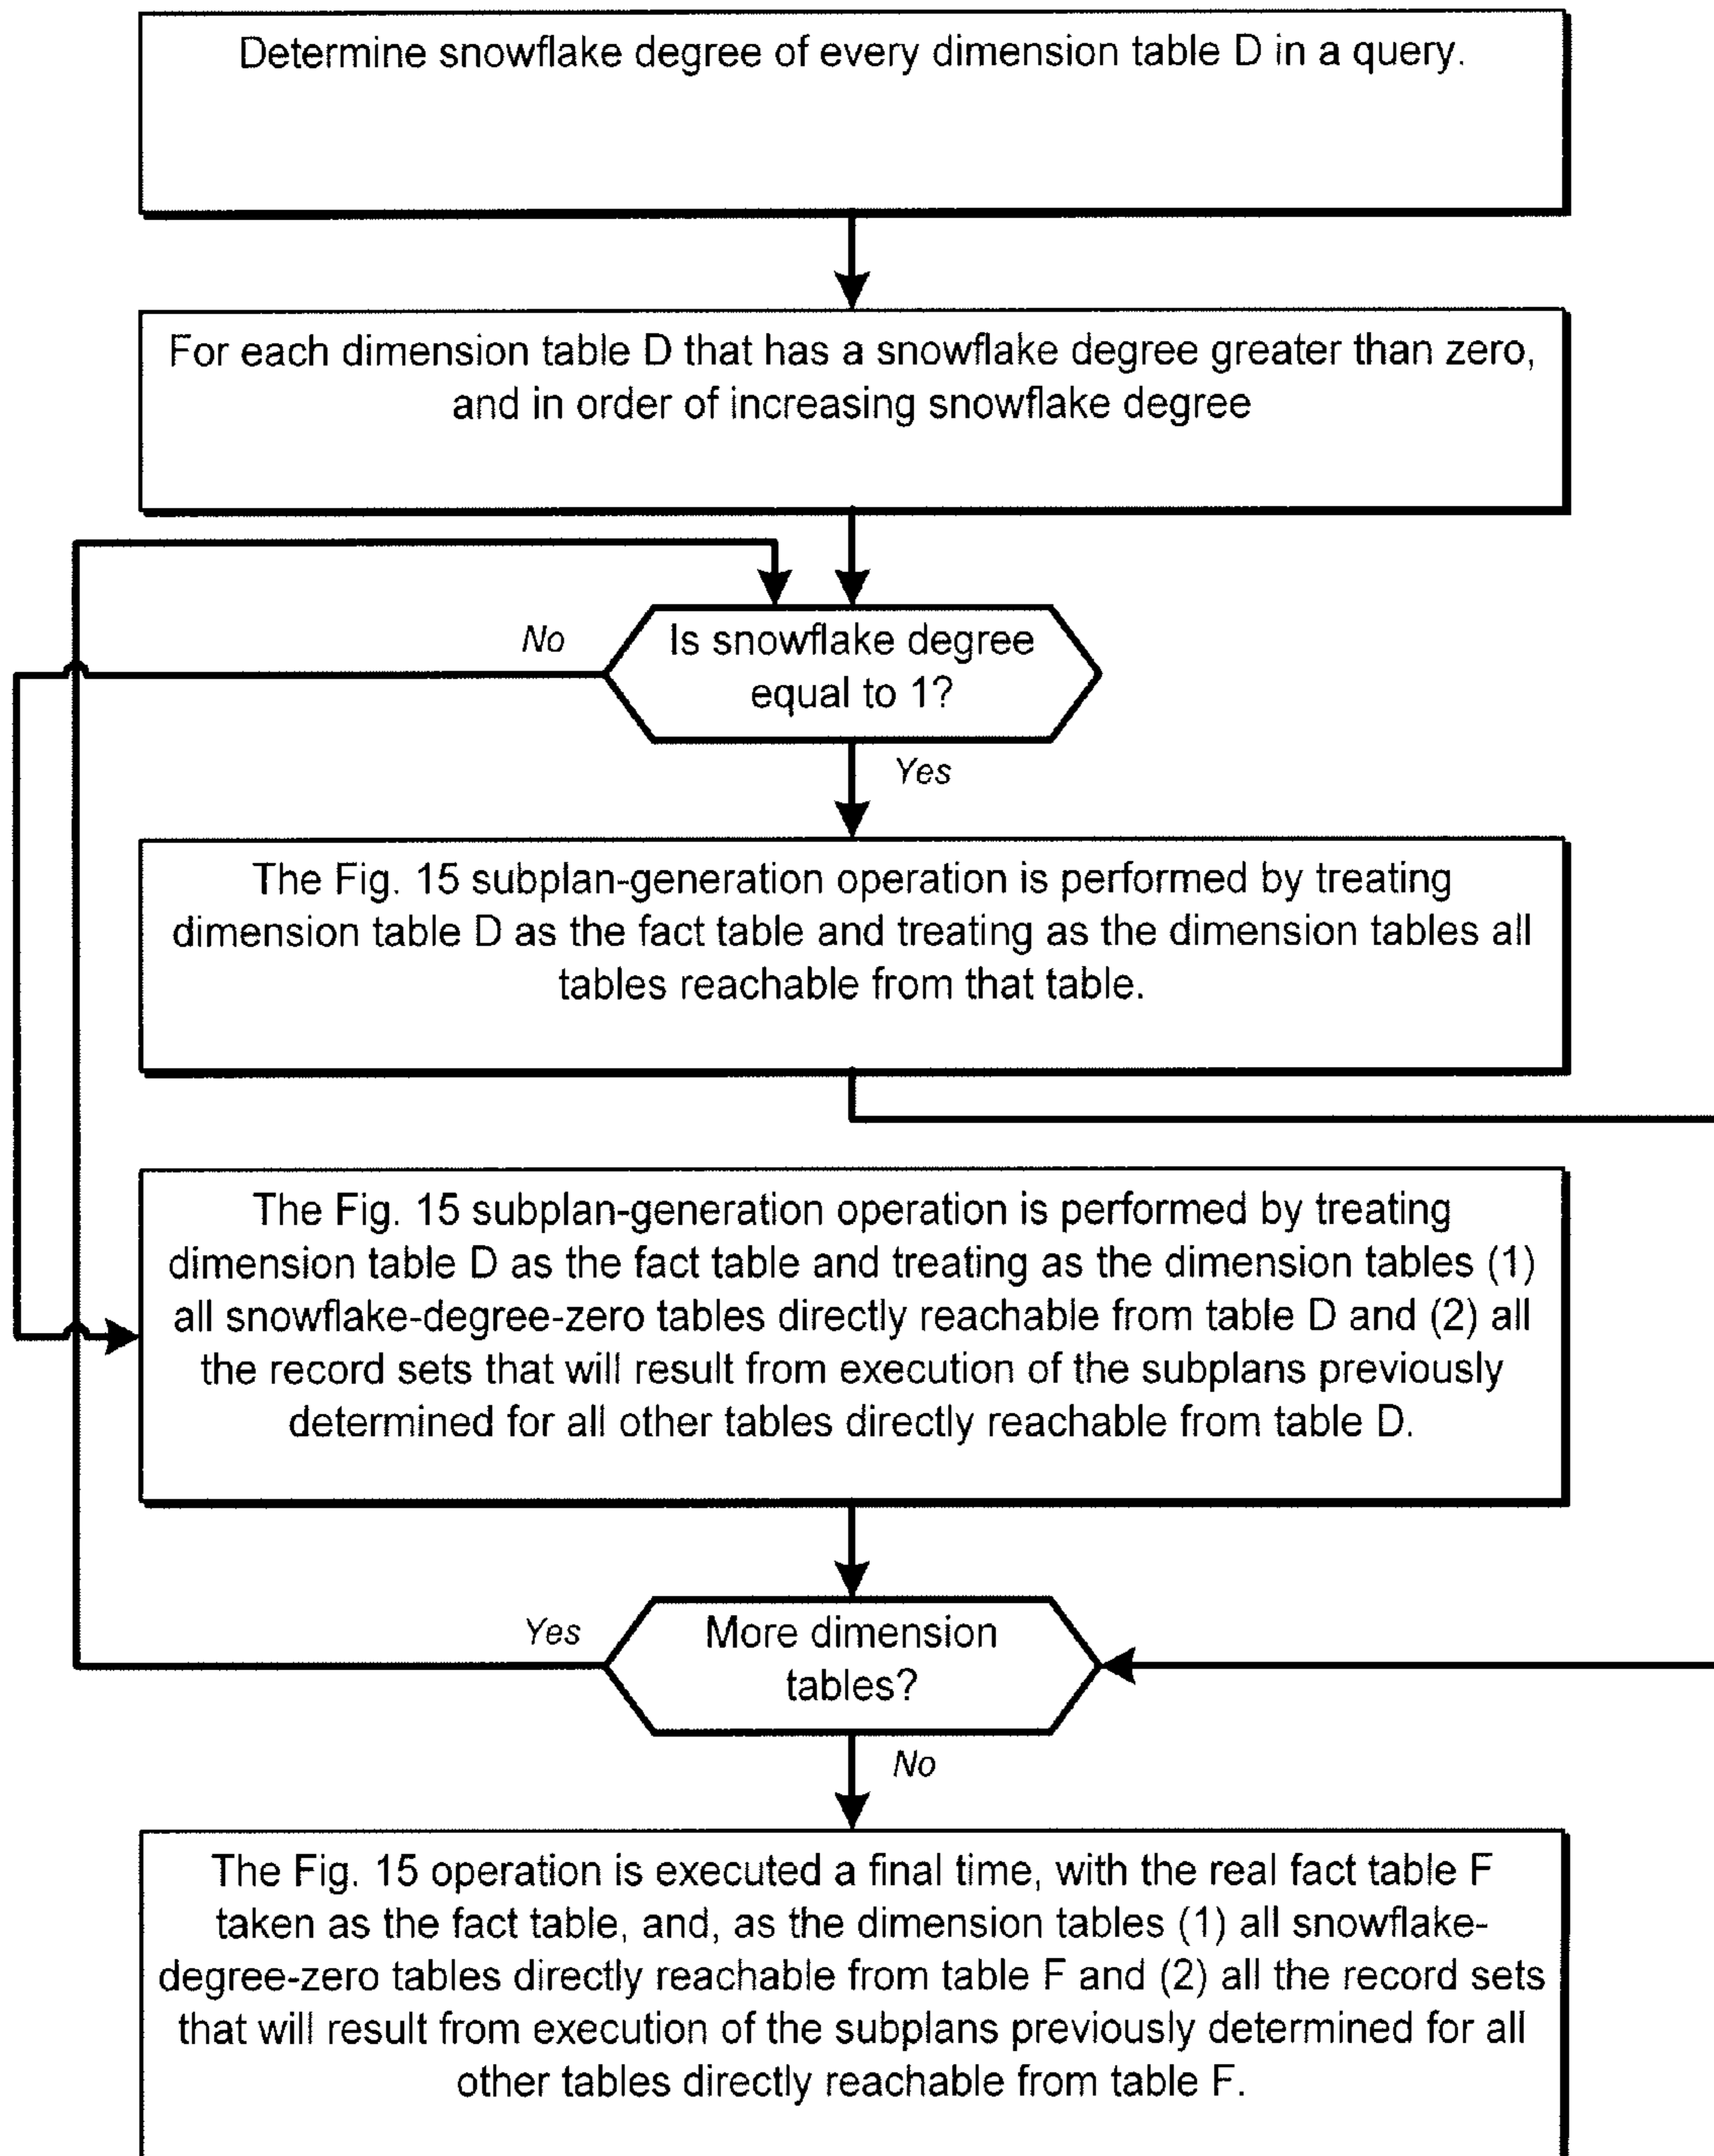 Determine snowflake degree of every dimension table D in a query.
For each dimension table D that has a snowflake degree greater than zero,
and in order of increasing snowflake degree
No
Is snowflake degree
equal to 1?
Yes
The Fig. 15 subplan-generation operation is performed by treating
dimension table D as the fact table and treating as the dimension tables all
tables reachable from that table.
The Fig. 15 subplan-generation operation is performed by treating
dimension table D as the fact table and treating as the dimension tables (1)
all snowflake-degree-zero tables directly reachable from table D and (2) all
the record sets that will result from execution of the subplans previously
determined for all other tables directly reachable from table D.
Yes
More dimension
tables?
No
The Fig. 15 operation is executed a final time, with the real fact table F
taken as the fact table, and, as the dimension tables (1) all snowflake-
degree-zero tables directly reachable from table F and (2) all the record sets
that will result from execution of the subplans previously determined for all
other tables directly reachable from table F.